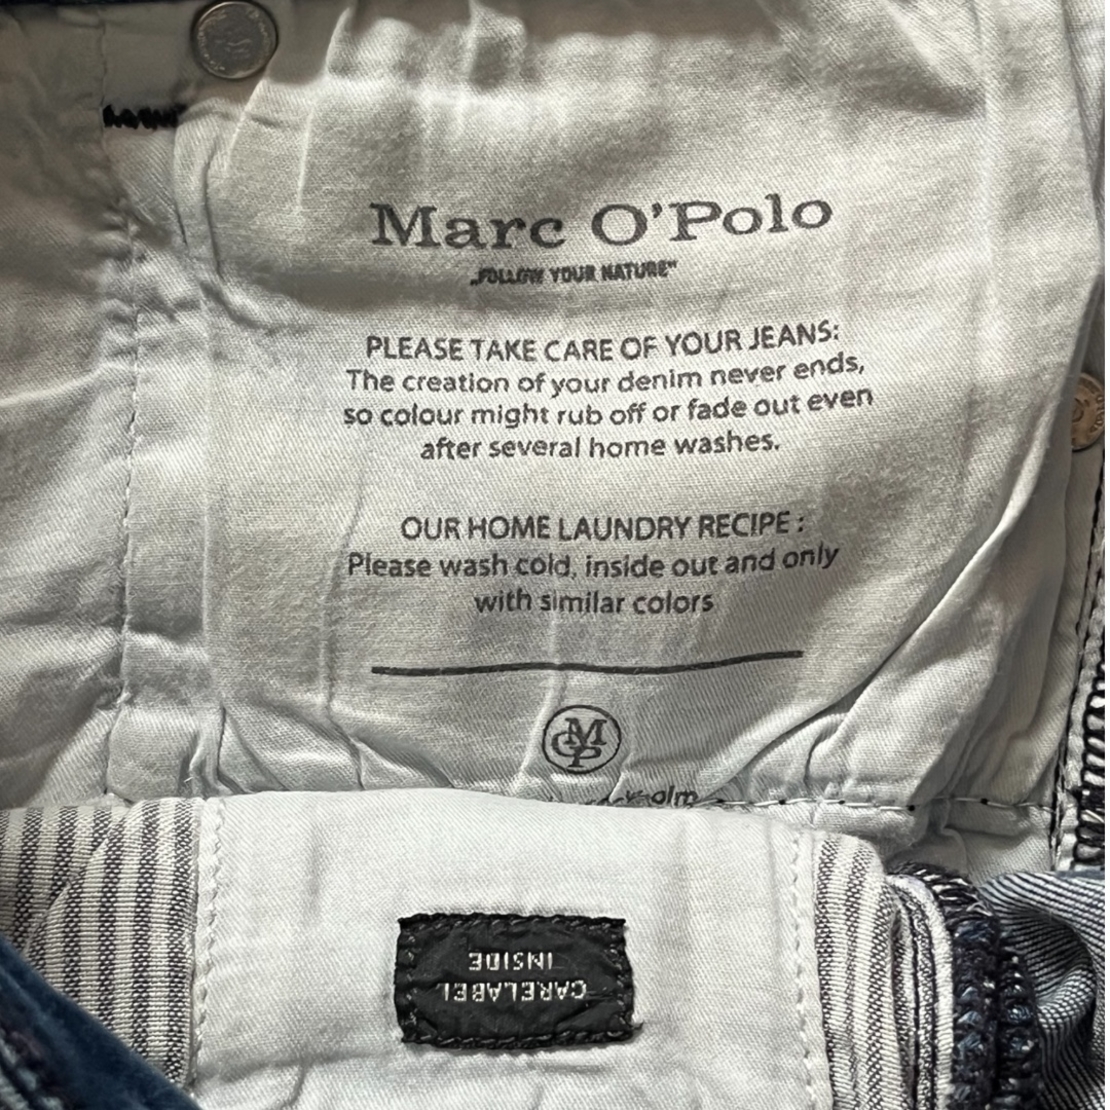 Marc O'Polo
„FOLLOW YOUR NATURE"
PLEASE TAKE CARE OF YOUR JEANS:
The creation of your denim never ends,
so colour might rub off or fade out even
after several home washes.
OUR HOME LAUNDRY RECIPE :
Please wash cold, inside out and only
with similar colors
MOP
CARELABEL
INSIDE